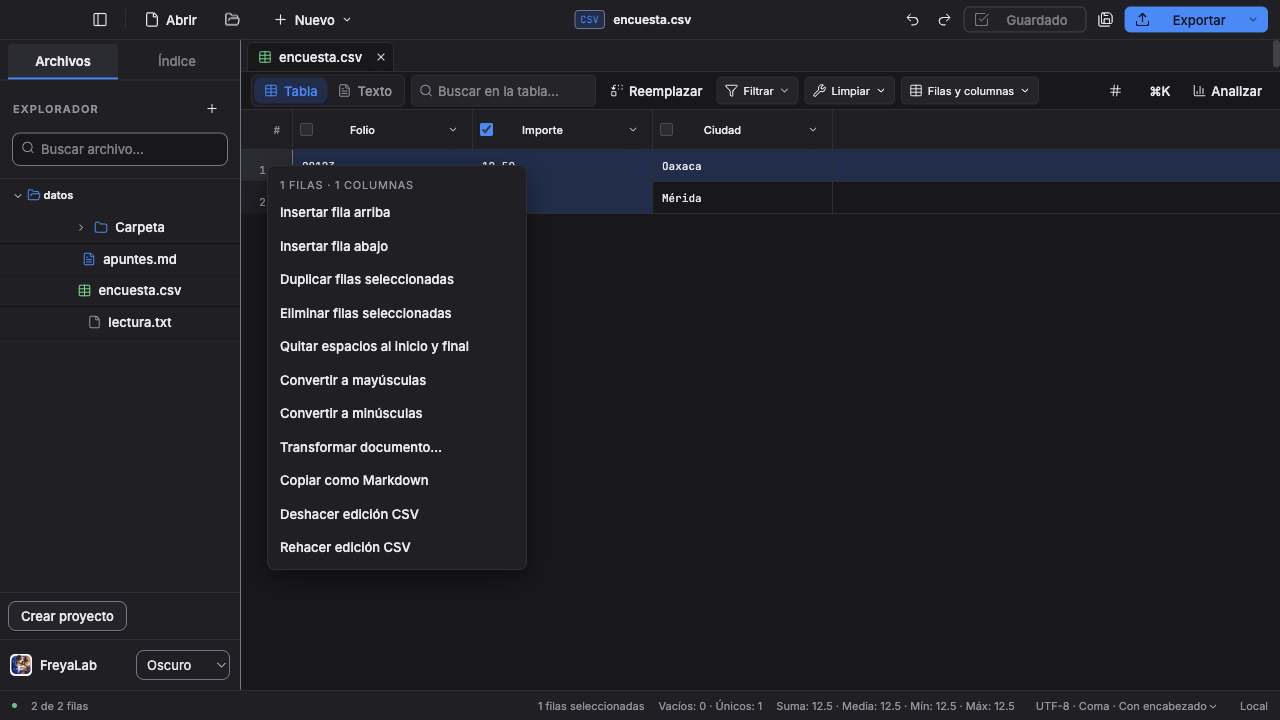 Abrir
Nuevo
CSV encuesta.csv
Guardado
Exportar
Archivos Índice
encuesta.csv
EXPLORADOR
Tabla Texto Buscar en la tabla... Reemplazar Filtrar Limpiar Filas y columnas # ⌘K Analizar
Buscar archivo...
# Folio Importe Ciudad
1 Oaxaca
2 Mérida
datos
Carpeta
apuntes.md
encuesta.csv
lectura.txt
1 FILAS · 1 COLUMNAS
Insertar fila arriba
Insertar fila abajo
Duplicar filas seleccionadas
Eliminar filas seleccionadas
Quitar espacios al inicio y final
Convertir a mayúsculas
Convertir a minúsculas
Transformar documento...
Copiar como Markdown
Deshacer edición CSV
Rehacer edición CSV
Crear proyecto
FreyaLab Oscuro
2 de 2 filas
1 filas seleccionadas Vacíos: 0 · Únicos: 1 Suma: 12.5 · Media: 12.5 · Mín: 12.5 · Máx: 12.5 UTF-8 · Coma · Con encabezado Local